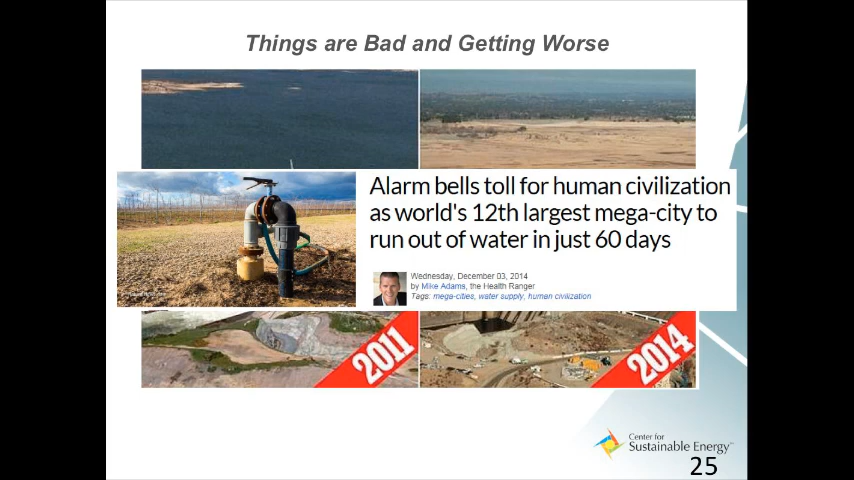 Things are Bad and Getting Worse
Alarm bells toll for human civilization
as world's 12th largest mega-city to
run out of water in just 60 days
Wednesday, December 03, 2014
by Mike Adams, the Health Ranger
Tags: mega-cities, water supply, human civilization
2011
2014
Center for
Sustainable Energy™
25